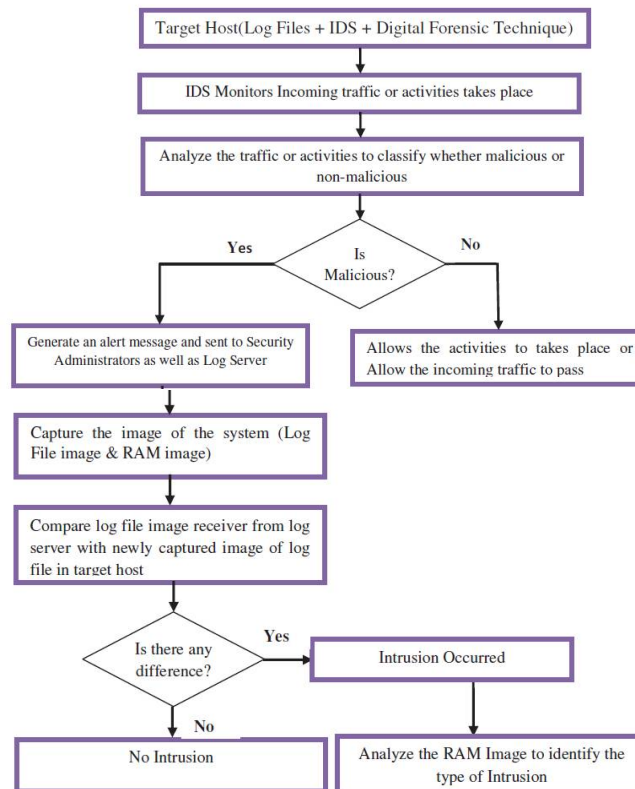 Target Host(Log Files + IDS + Digital Forensic Technique)
IDS Monitors Incoming traffic or activities takes place
Analyze the traffic or activities to classify whether malicious or
non-malicious
Yes
No
Is
Malicious?
Generate an alert message and sent to Security
Administrators as well as Log Server
Allows the activities to takes place or
Allow the incoming traffic to pass
Capture the image of the system (Log
File image & RAM image)
Compare log file image receiver from log
server with newly captured image of log
file in target host
Is there any
difference?
Yes
Intrusion Occurred
No
No Intrusion
Analyze the RAM Image to identify the
type of Intrusion